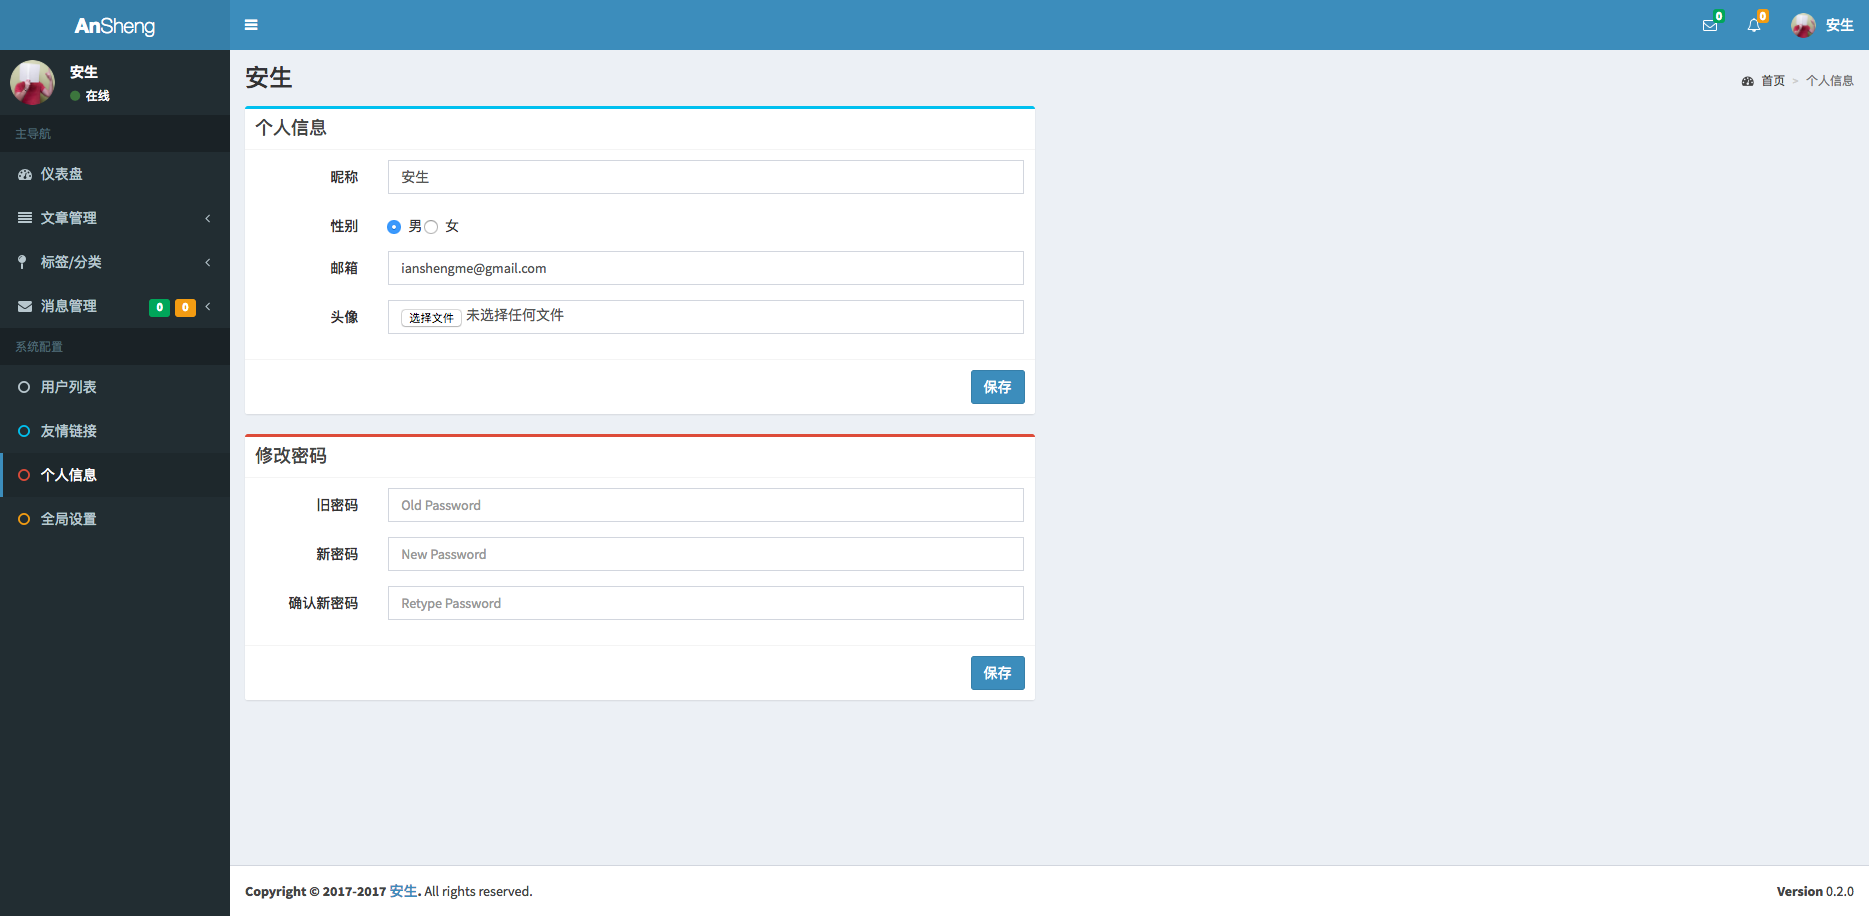 AnSheng
0
0
安生
安生
在线
主导航
仪表盘
文章管理
标签/分类
消息管理 0 0
系统配置
用户列表
友情链接
个人信息
全局设置
安生
首页 > 个人信息
个人信息
昵称 安生
性别 男 女
邮箱 ianshengme@gmail.com
头像 选择文件 未选择任何文件
保存
修改密码
旧密码 Old Password
新密码 New Password
确认新密码 Retype Password
保存
Copyright © 2017-2017 安生. All rights reserved.
Version 0.2.0